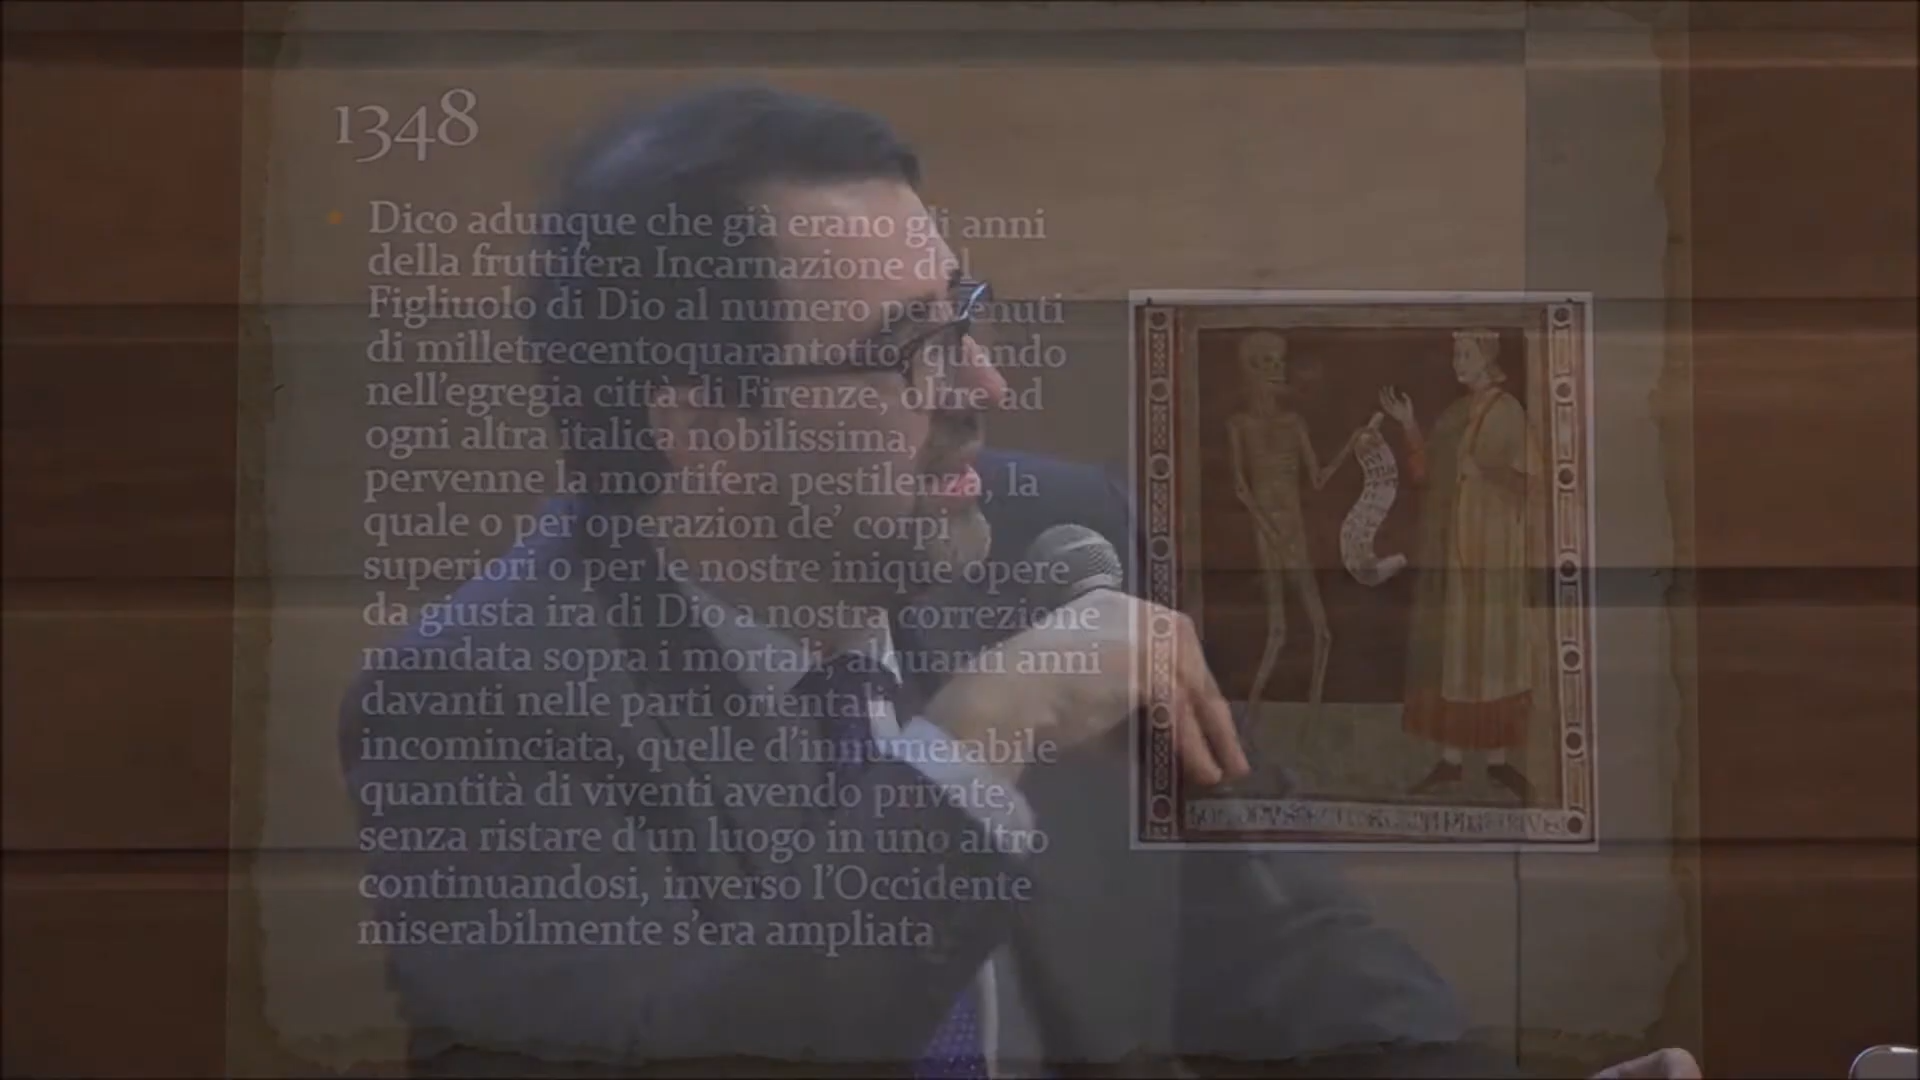 1348
Dico adunque che già erano gli anni
della fruttifera Incarnazione del
Figliuolo di Dio al numero pervenuti
di milletrecentoquarantotto, quando
nell'egregia città di Firenze, oltre ad
ogni altra italica nobilissima,
pervenne la mortifera pestilenza, la
quale o per operazion de' corpi
superiori o per le nostre inique opere
da giusta ira di Dio a nostra correzione
mandata sopra i mortali, alquanti anni
davanti nelle parti orientali
incominciata, quelle d'innumerabile
quantità di viventi avendo private,
senza ristare d'un luogo in uno altro
continuandosi, inverso l'Occidente
miserabilmente s'era ampliata